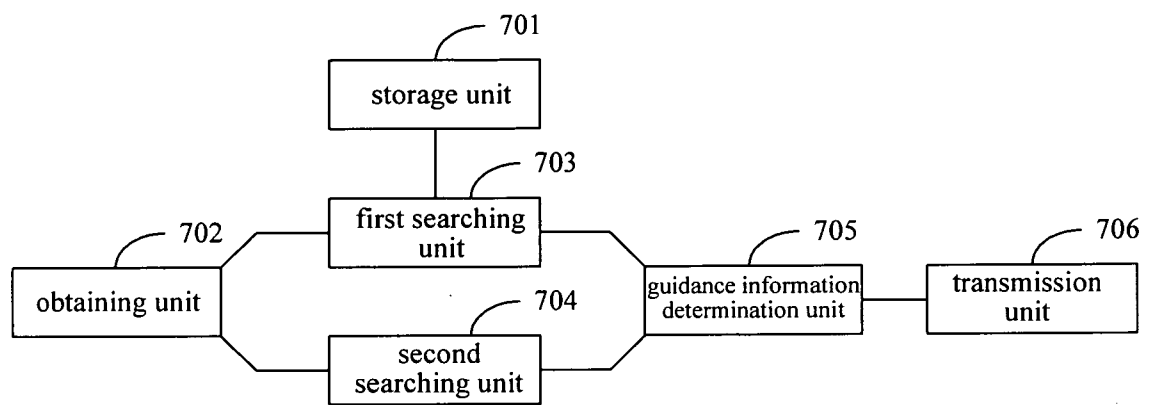 701
storage unit
703
first searching
unit
702
obtaining unit
704
second
searching unit
705
guidance information
determination unit
706
transmission
unit